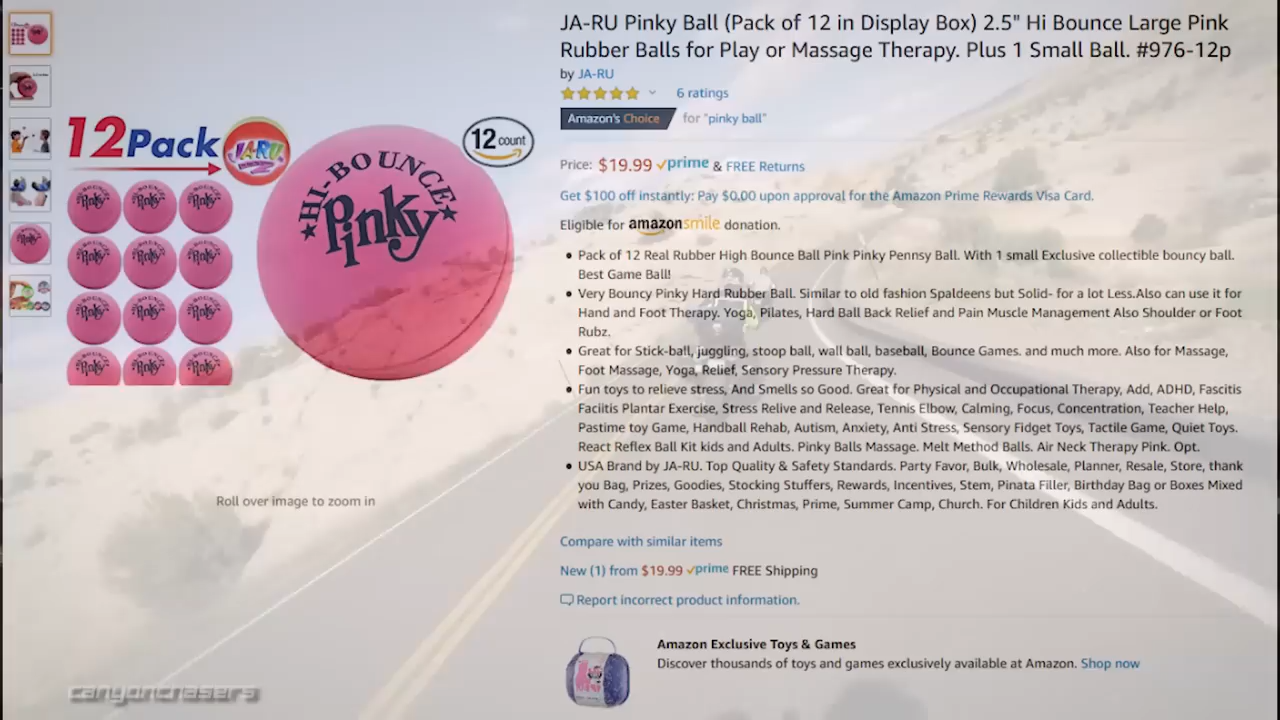 JA-RU Pinky Ball (Pack of 12 in Display Box) 2.5" Hi Bounce Large Pink
Rubber Balls for Play or Massage Therapy. Plus 1 Small Ball. #976-12p
by JA-RU
6 ratings
Amazon's Choice for "pinky ball"
12 Pack
JA-RU
12 count
HI-BOUNCE
Pinky
Price: $19.99 prime & FREE Returns
Get $100 off instantly: Pay $0.00 upon approval for the Amazon Prime Rewards Visa Card.
Eligible for amazonsmile donation.
Pack of 12 Real Rubber High Bounce Ball Pink Pinky Pennsy Ball. With 1 small Exclusive collectible bouncy ball.
Best Game Ball!
Very Bouncy Pinky Hard Rubber Ball. Similar to old fashion Spaldeens but Solid- for a lot Less.Also can use it for
Hand and Foot Therapy. Yoga, Pilates, Hard Ball Back Relief and Pain Muscle Management Also Shoulder or Foot
Rubz.
Great for Stick-ball, juggling, stoop ball, wall ball, baseball, Bounce Games. and much more. Also for Massage,
Foot Massage, Yoga, Relief, Sensory Pressure Therapy.
Fun toys to relieve stress, And Smells so Good. Great for Physical and Occupational Therapy, Add, ADHD, Fascitis
Faciitis Plantar Exercise, Stress Relive and Release, Tennis Elbow, Calming, Focus, Concentration, Teacher Help,
Pastime toy Game, Handball Rehab, Autism, Anxiety, Anti Stress, Sensory Fidget Toys, Tactile Game, Quiet Toys.
React Reflex Ball Kit kids and Adults. Pinky Balls Massage. Melt Method Balls. Air Neck Therapy Pink. Opt.
USA Brand by JA-RU. Top Quality & Safety Standards. Party Favor, Bulk, Wholesale, Planner, Resale, Store, thank
you Bag, Prizes, Goodies, Stocking Stuffers, Rewards, Incentives, Stem, Pinata Filler, Birthday Bag or Boxes Mixed
with Candy, Easter Basket, Christmas, Prime, Summer Camp, Church. For Children Kids and Adults.
Roll over image to zoom in
Compare with similar items
New (1) from $19.99 prime FREE Shipping
Report incorrect product information.
Amazon Exclusive Toys & Games
Discover thousands of toys and games exclusively available at Amazon. Shop now
canyonchasers